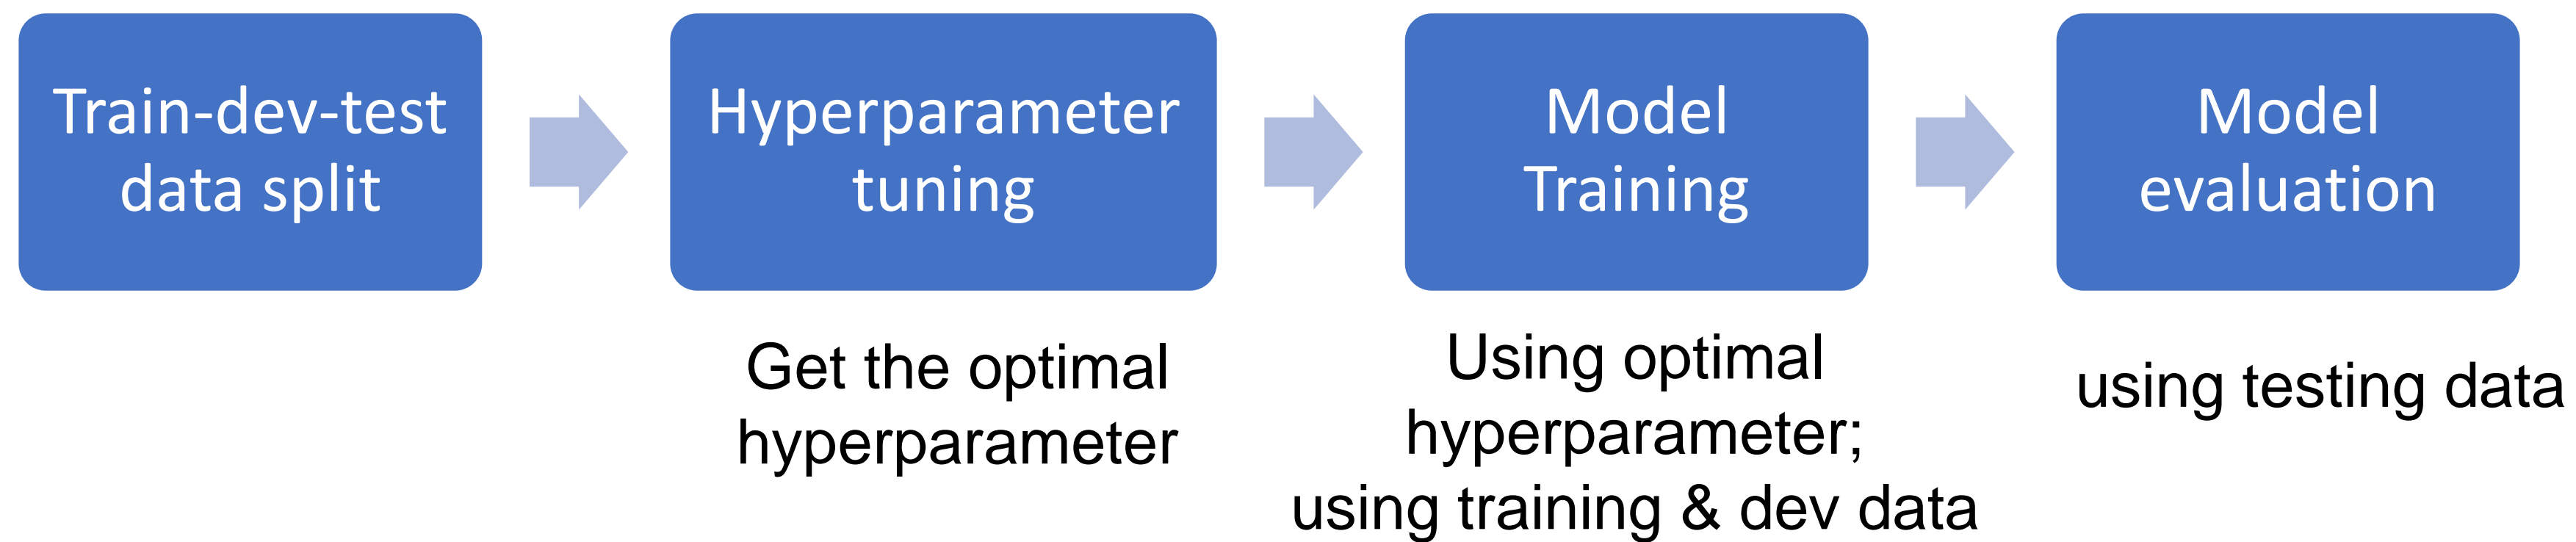 Train-dev-test
data split
Hyperparameter
tuning
Model
Training
Model
evaluation
Get the optimal
hyperparameter
Using optimal
hyperparameter;
using training & dev data
using testing data